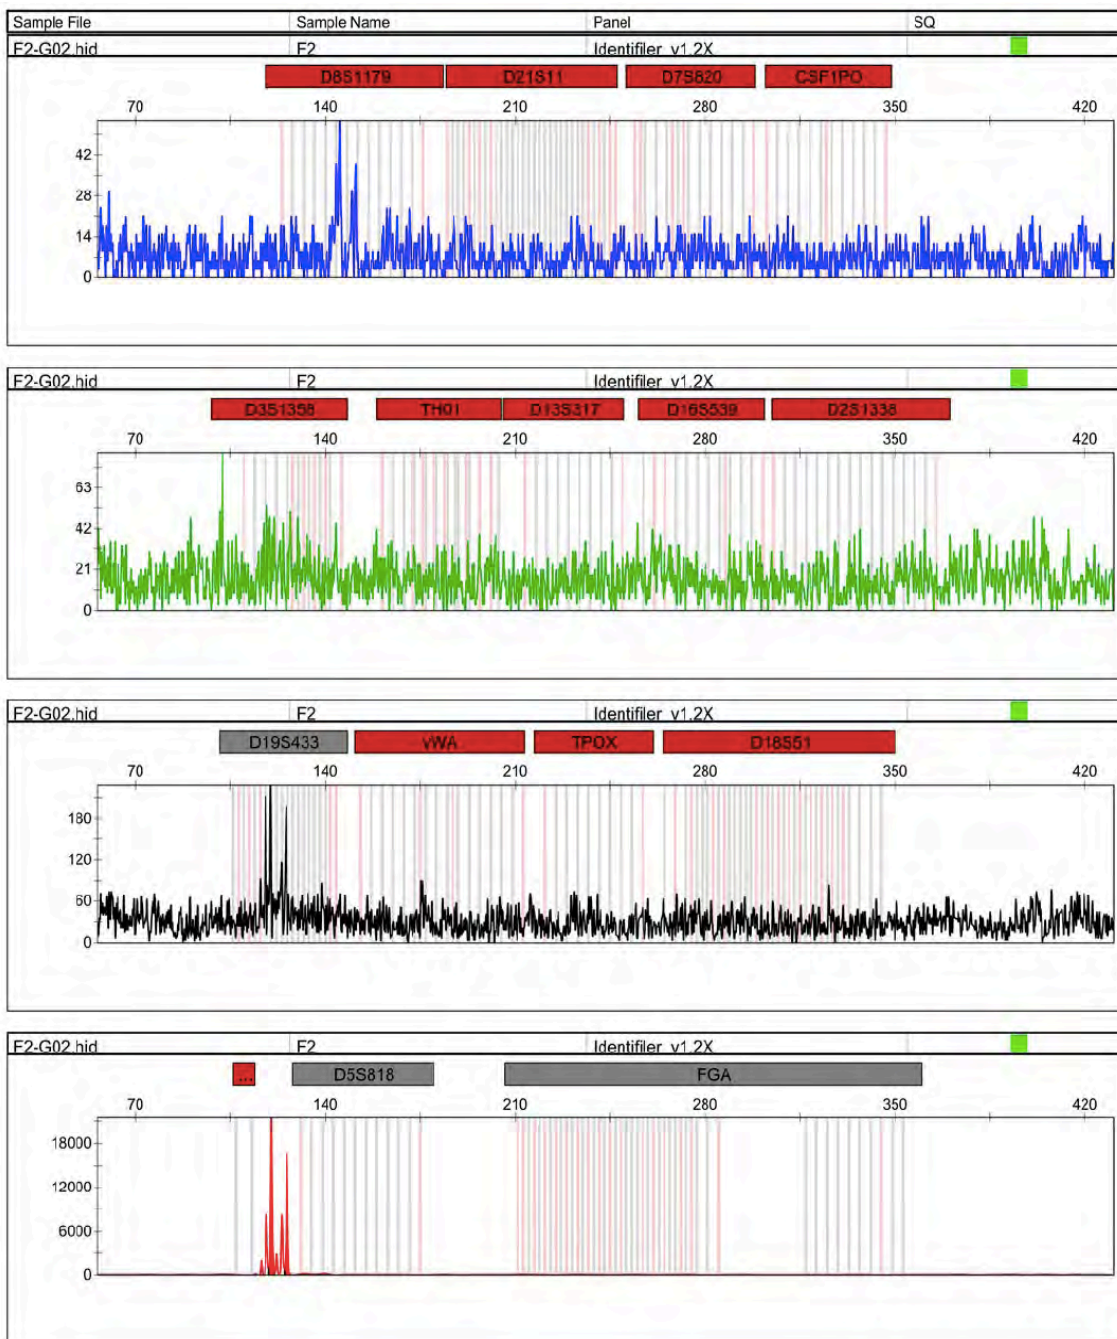 Sample File Sample Name Panel SQ
F2-G02.hid F2 Identifiler_v1.2X
D8S1179 D21S11 D7S820 CSF1PO
70 140 210 280 350 420
42
28
14
0
F2-G02.hid F2 Identifiler_v1.2X
D3S1358 TH01 D13S317 D16S539 D2S1338
70 140 210 280 350 420
63
42
21
0
F2-G02.hid F2 Identifiler_v1.2X
D19S433 vWA TPOX D18S51
70 140 210 280 350 420
180
120
60
0
F2-G02.hid F2 Identifiler_v1.2X
... D5S818 FGA
70 140 210 280 350 420
18000
12000
6000
0